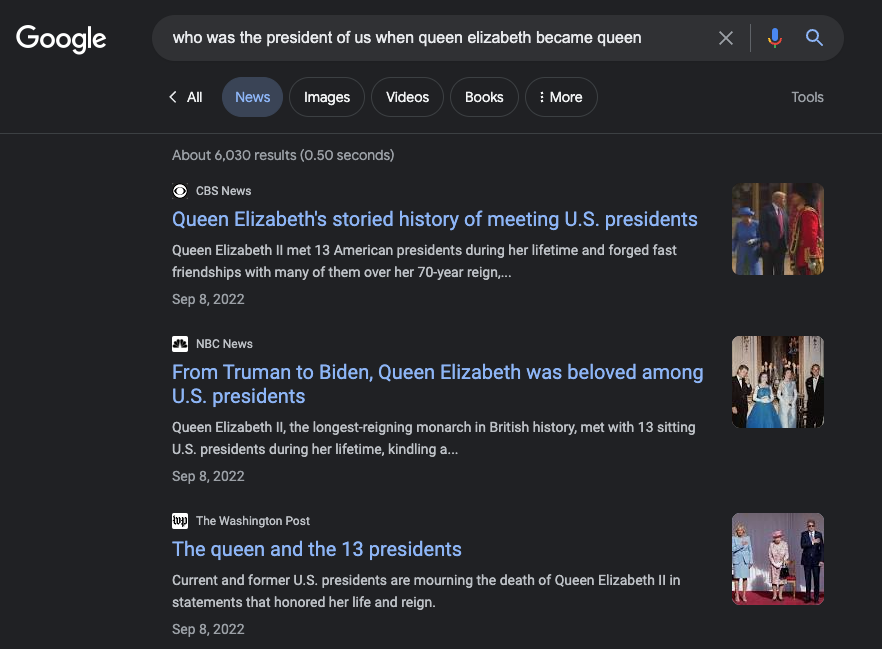 Google
who was the president of us when queen elizabeth became queen
All News Images Videos Books More Tools
About 6,030 results (0.50 seconds)
CBS News
Queen Elizabeth's storied history of meeting U.S. presidents
Queen Elizabeth II met 13 American presidents during her lifetime and forged fast
friendships with many of them over her 70-year reign,...
Sep 8, 2022
NBC News
From Truman to Biden, Queen Elizabeth was beloved among
U.S. presidents
Queen Elizabeth II, the longest-reigning monarch in British history, met with 13 sitting
U.S. presidents during her lifetime, kindling a...
Sep 8, 2022
wp The Washington Post
The queen and the 13 presidents
Current and former U.S. presidents are mourning the death of Queen Elizabeth II in
statements that honored her life and reign.
Sep 8, 2022